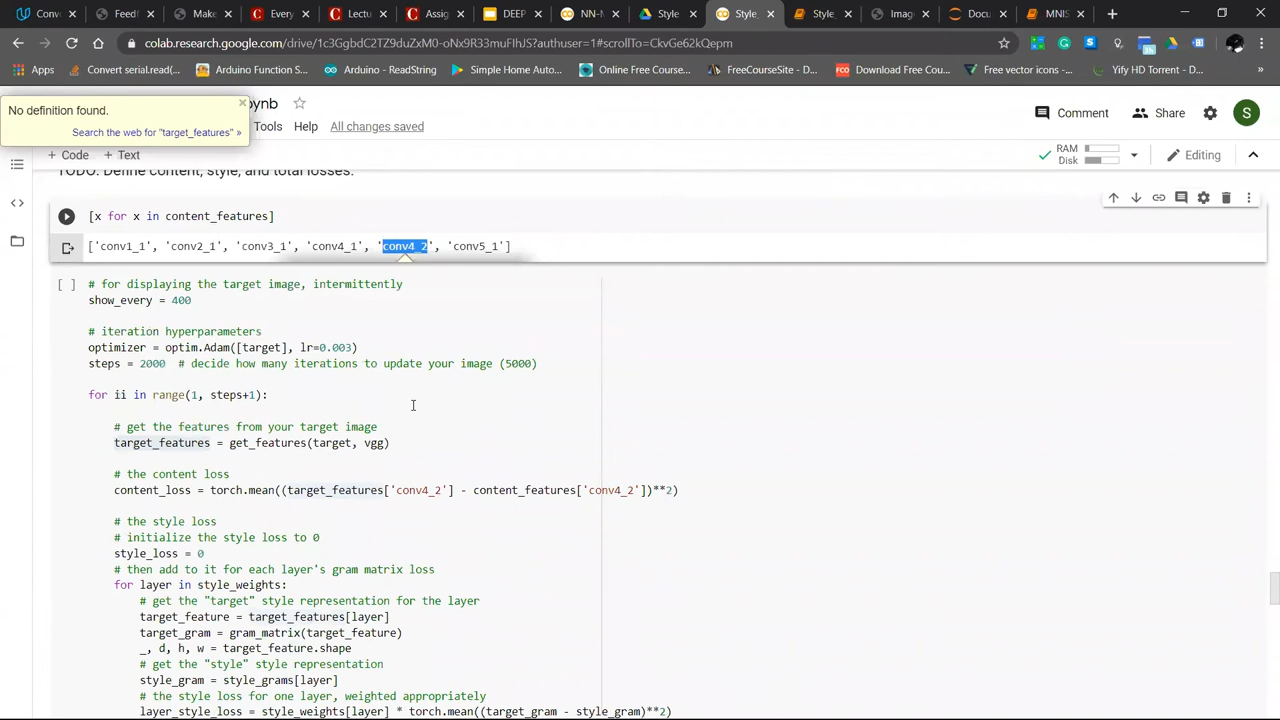 Conv
Feedf
Make
Every
Lectu
Assig
DEEP
NN-M
Style
Style_
Style_
Imag
Docu
MNIS
colab.research.google.com/drive/1c3GgbdC2TZ9duZxM0-oNx9R33muFIhJS?authuser=1#scrollTo=CkvGe62kQepm
Apps
Convert serial.read(...
Arduino Function S...
Arduino - ReadString
Simple Home Auto...
Online Free Course...
FreeCourseSite - D...
FCO
Download Free Cour...
Free vector icons -...
Yify HD Torrent - D...
No definition found.
Search the web for "target_features" »
ynb
Tools Help All changes saved
Comment Share S
+ Code + Text
RAM
Disk
Editing
TODO: Define content, style, and total losses.
[x for x in content_features]
['conv1_1', 'conv2_1', 'conv3_1', 'conv4_1', 'conv4_2', 'conv5_1']
[ ] # for displaying the target image, intermittently
show_every = 400
# iteration hyperparameters
optimizer = optim.Adam([target], lr=0.003)
steps = 2000 # decide how many iterations to update your image (5000)
for ii in range(1, steps+1):
# get the features from your target image
target_features = get_features(target, vgg)
# the content loss
content_loss = torch.mean((target_features['conv4_2'] - content_features['conv4_2'])**2)
# the style loss
# initialize the style loss to 0
style_loss = 0
# then add to it for each layer's gram matrix loss
for layer in style_weights:
# get the "target" style representation for the layer
target_feature = target_features[layer]
target_gram = gram_matrix(target_feature)
_, d, h, w = target_feature.shape
# get the "style" style representation
style_gram = style_grams[layer]
# the style loss for one layer, weighted appropriately
layer_style_loss = style_weights[layer] * torch.mean((target_gram - style_gram)**2)